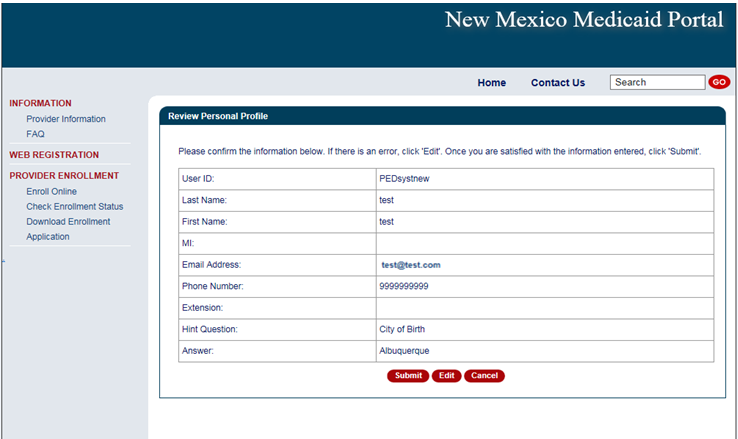 New Mexico Medicaid Portal
Home Contact Us Search GO
INFORMATION
Provider Information
FAQ
WEB REGISTRATION
PROVIDER ENROLLMENT
Enroll Online
Check Enrollment Status
Download Enrollment
Application
Review Personal Profile
Please confirm the information below. If there is an error, click 'Edit'. Once you are satisfied with the information entered, click 'Submit'.
User ID: PEDsystnew
Last Name: test
First Name: test
MI:
Email Address: test@test.com
Phone Number: 9999999999
Extension:
Hint Question: City of Birth
Answer: Albuquerque
Submit Edit Cancel